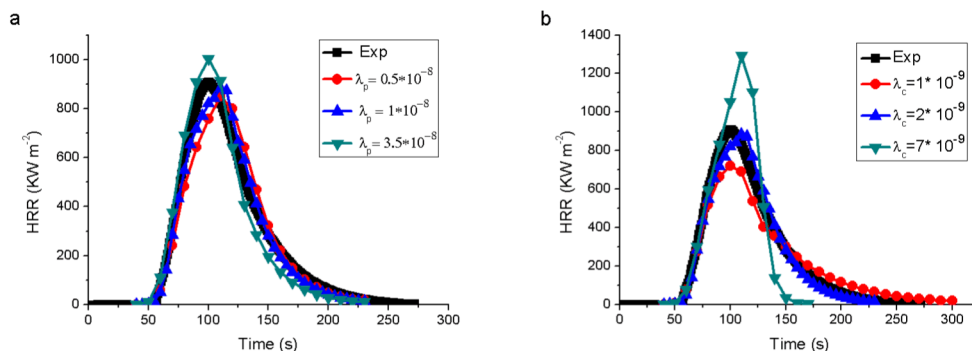 a
HRR (KW m⁻²)
1000
800
600
400
200
0
0 50 100 150 200 250 300
Time (s)
Exp
λp = 0.5*10⁻⁸
λp = 1*10⁻⁸
λp = 3.5*10⁻⁸
b
HRR (KW m⁻²)
1400
1200
1000
800
600
400
200
0
0 50 100 150 200 250 300
Time (s)
Exp
λc=1* 10⁻⁹
λc=2* 10⁻⁹
λc=7* 10⁻⁹